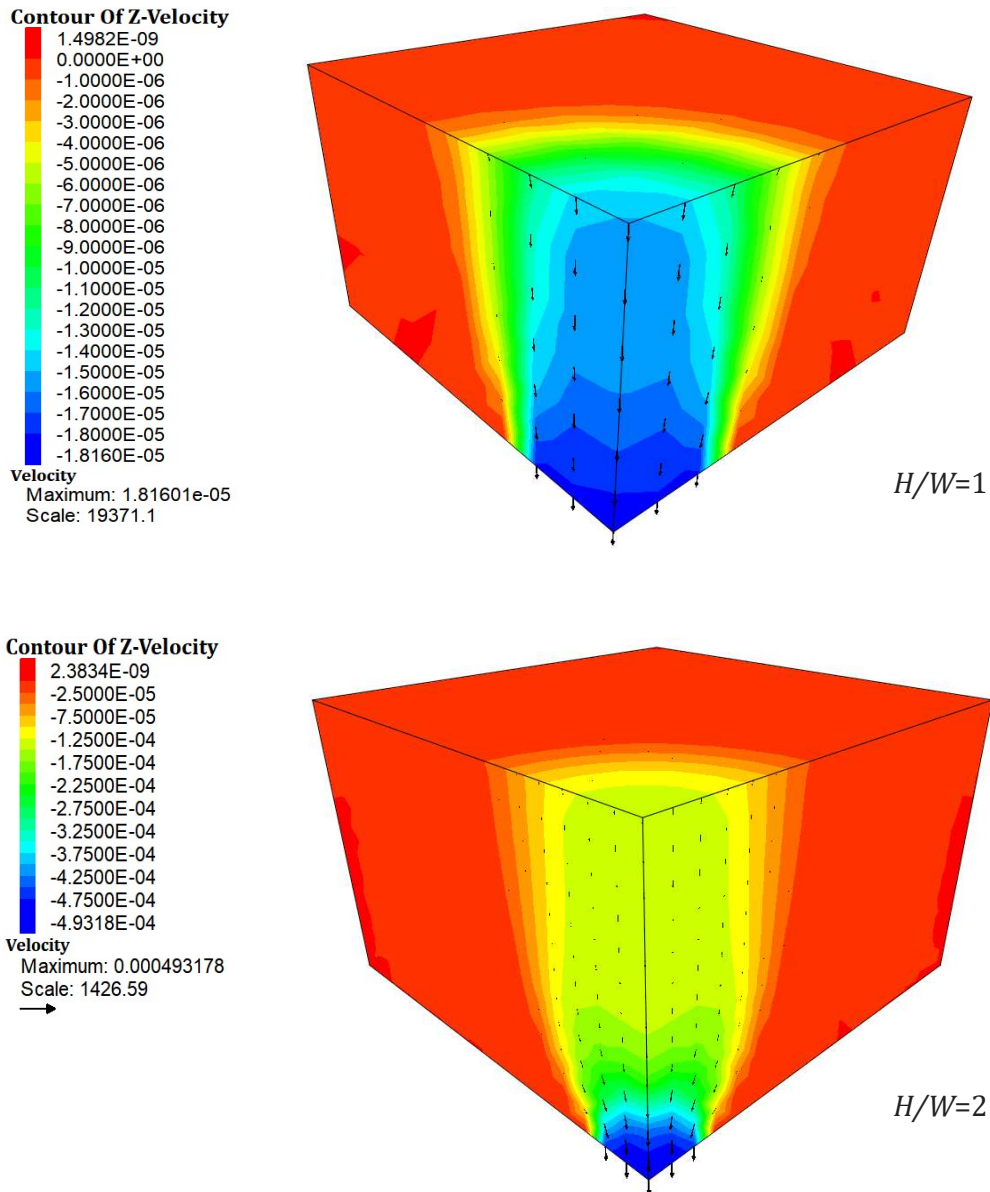 Contour Of Z-Velocity
1.4982E-09
0.0000E+00
-1.0000E-06
-2.0000E-06
-3.0000E-06
-4.0000E-06
-5.0000E-06
-6.0000E-06
-7.0000E-06
-8.0000E-06
-9.0000E-06
-1.0000E-05
-1.1000E-05
-1.2000E-05
-1.3000E-05
-1.4000E-05
-1.5000E-05
-1.6000E-05
-1.7000E-05
-1.8000E-05
-1.8160E-05
Velocity
Maximum: 1.81601e-05
Scale: 19371.1
H/W=1
Contour Of Z-Velocity
2.3834E-09
-2.5000E-05
-7.5000E-05
-1.2500E-04
-1.7500E-04
-2.2500E-04
-2.7500E-04
-3.2500E-04
-3.7500E-04
-4.2500E-04
-4.7500E-04
-4.9318E-04
Velocity
Maximum: 0.000493178
Scale: 1426.59
H/W=2